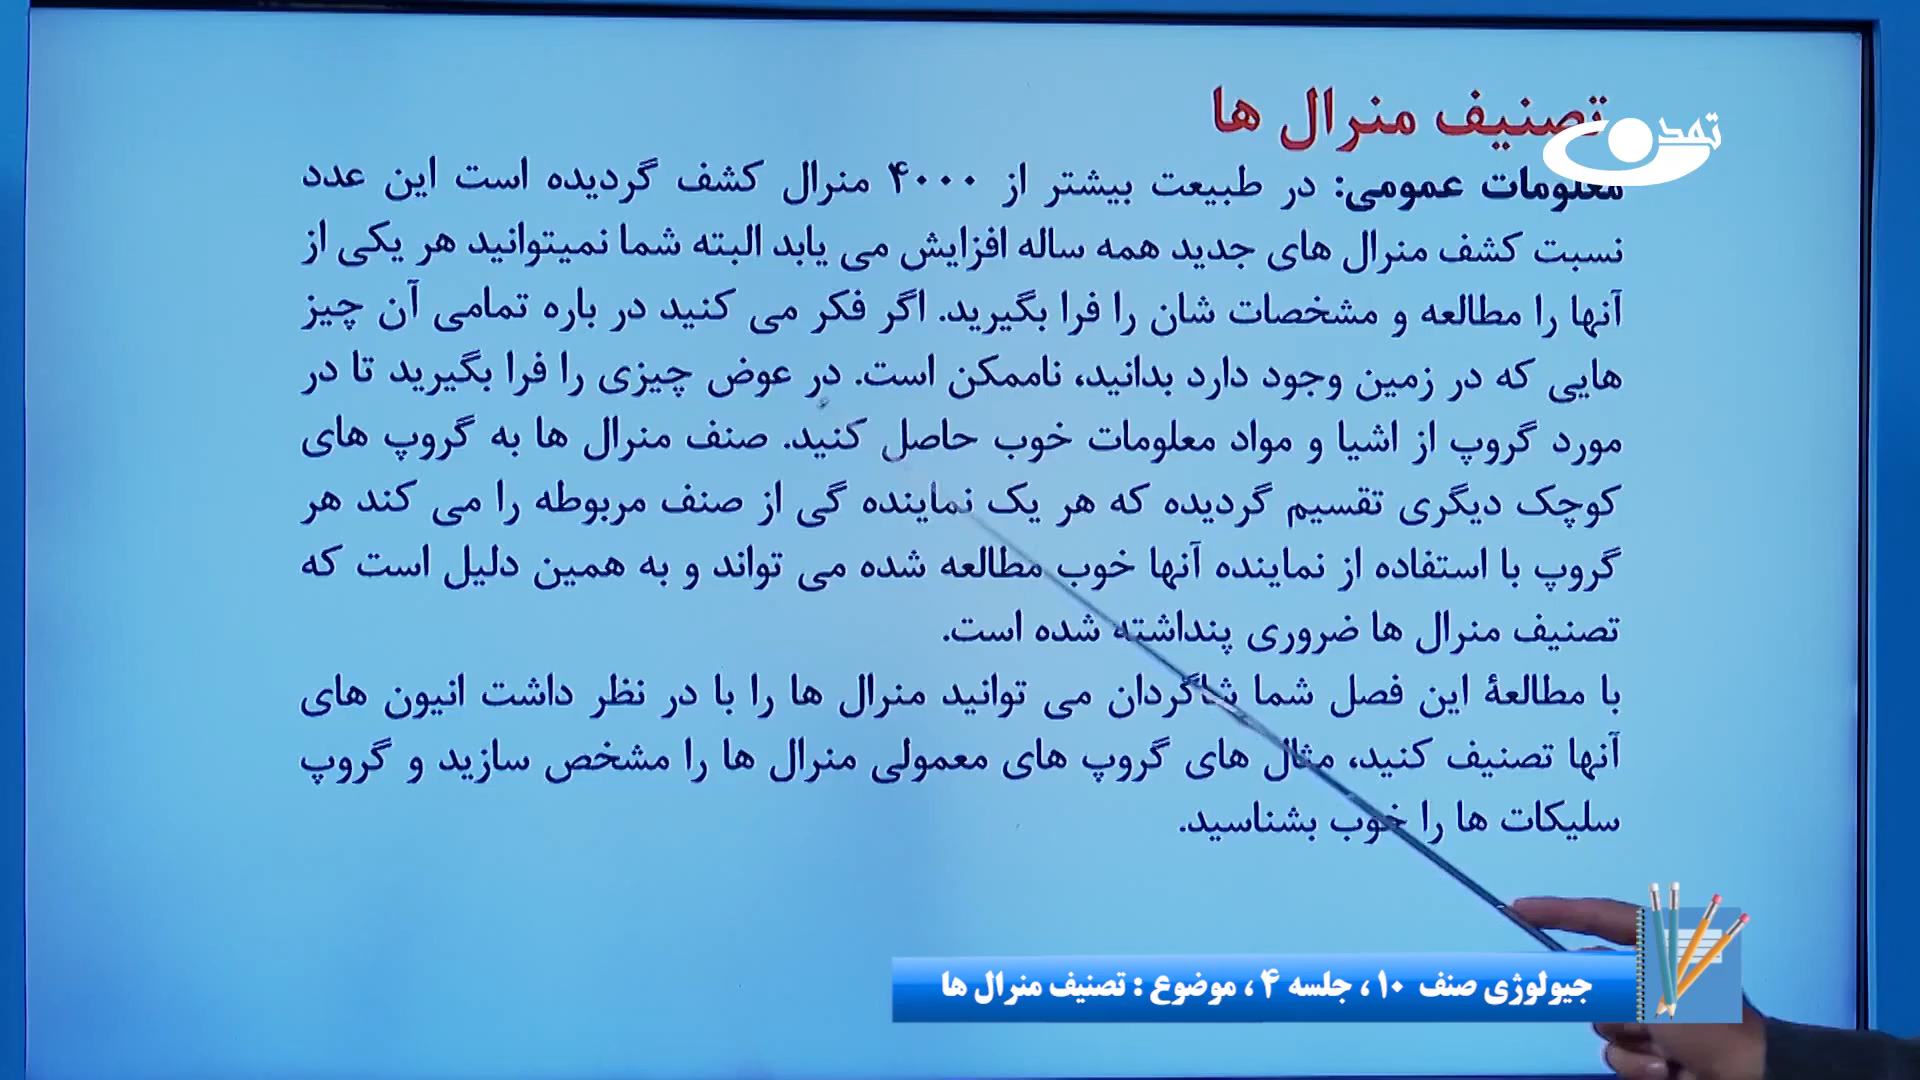 تصنیف منرال ها
تمدن
معلومات عمومی: در طبیعت بیشتر از ۴۰۰۰ منرال کشف گردیده است این عدد
نسبت کشف منرال های جدید همه ساله افزایش می یابد البته شما نمیتوانید هر یکی از
آنها را مطالعه و مشخصات شان را فرا بگیرید. اگر فکر می کنید در باره تمامی آن چیز
هایی که در زمین وجود دارد بدانید، ناممکن است. در عوض چیزی را فرا بگیرید تا در
مورد گروپ از اشیا و مواد معلومات خوب حاصل کنید. صنف منرال ها به گروپ های
کوچک دیگری تقسیم گردیده که هر یک نماینده گی از صنف مربوطه را می کند هر
گروپ با استفاده از نماینده آنها خوب مطالعه شده می تواند و به همین دلیل است که
تصنیف منرال ها ضروری پنداشته شده است.
با مطالعهٔ این فصل شما شاگردان می توانید منرال ها را با در نظر داشت انیون های
آنها تصنیف کنید، مثال های گروپ های معمولی منرال ها را مشخص سازید و گروپ
سلیکات ها را خوب بشناسید.
جیولوژی صنف ۱۰ ، جلسه ۴ ، موضوع : تصنیف منرال ها